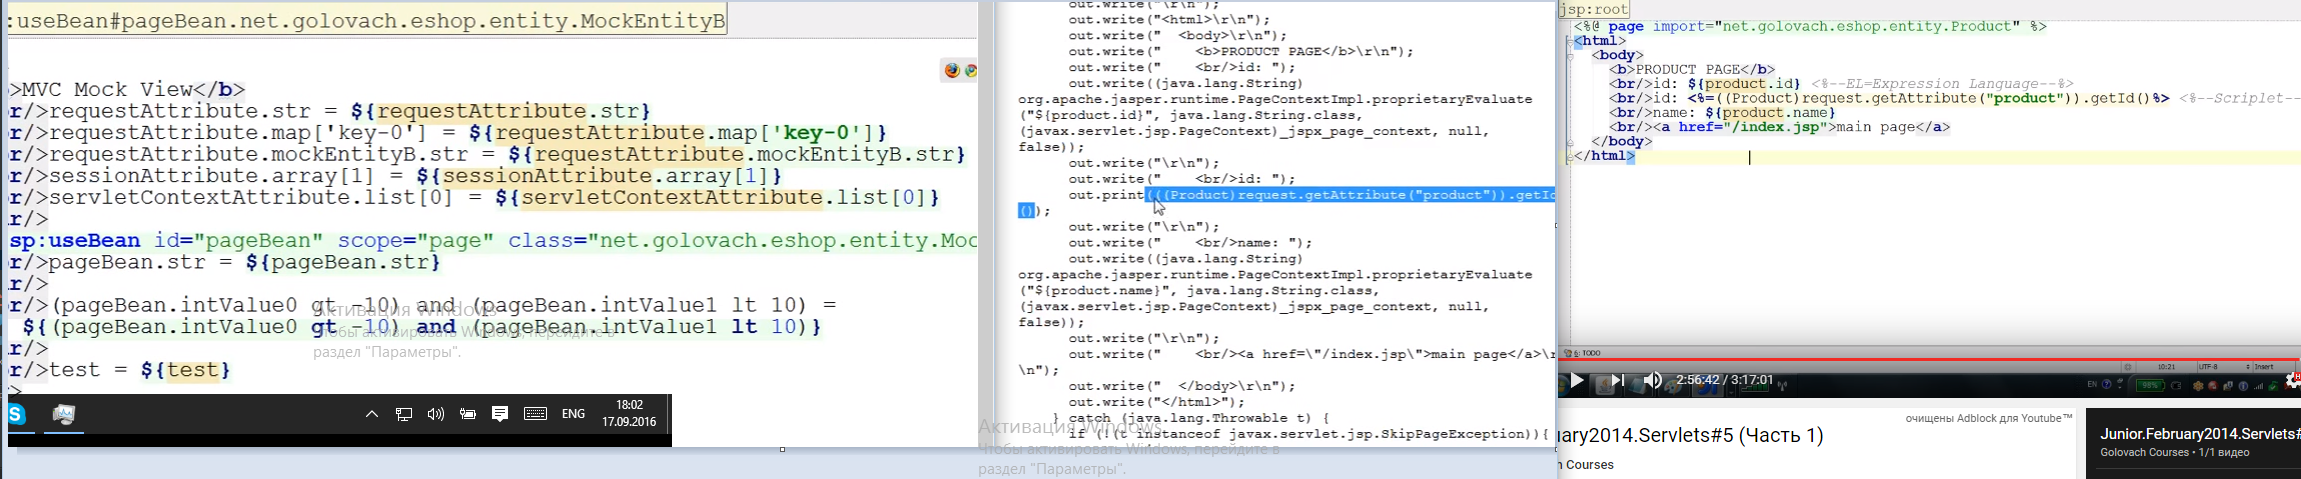 :useBean#pageBean.net.golovach.eshop.entity.MockEntityB
>MVC Mock View</b>
r/>requestAttribute.str = ${requestAttribute.str}
r/>requestAttribute.map['key-0'] = ${requestAttribute.map['key-0']}
r/>requestAttribute.mockEntityB.str = ${requestAttribute.mockEntityB.str}
r/>sessionAttribute.array[1] = ${sessionAttribute.array[1]}
r/>servletContextAttribute.list[0] = ${servletContextAttribute.list[0]}
r/>
sp:useBean id="pageBean" scope="page" class="net.golovach.eshop.entity.Moc
r/>pageBean.str = ${pageBean.str}
r/>
r/>(pageBean.intValue0 gt -10) and (pageBean.intValue1 lt 10) =
${(pageBean.intValue0 gt -10) and (pageBean.intValue1 lt 10)}
r/>
r/>test = ${test}
>
Активация Windows
Чтобы активировать Windows, перейдите в
раздел "Параметры".
ENG
18:02
17.09.2016
out.write("\r\n");
out.write("<html>\r\n");
out.write("  <body>\r\n");
out.write("    <b>PRODUCT PAGE</b>\r\n");
out.write("    <br/>id: ");
out.write((java.lang.String)
org.apache.jasper.runtime.PageContextImpl.proprietaryEvaluate
("${product.id}", java.lang.String.class,
(javax.servlet.jsp.PageContext)_jspx_page_context, null,
false));
out.write("\r\n");
out.write("    <br/>id: ");
out.print(((Product)request.getAttribute("product")).getId
());
out.write("\r\n");
out.write("    <br/>name: ");
out.write((java.lang.String)
org.apache.jasper.runtime.PageContextImpl.proprietaryEvaluate
("${product.name}", java.lang.String.class,
(javax.servlet.jsp.PageContext)_jspx_page_context, null,
false));
out.write("\r\n");
out.write("    <br/><a href=\"/index.jsp\">main page</a>\r
\n");
out.write("  </body>\r\n");
out.write("</html>");
} catch (java.lang.Throwable t) {
if (!(t instanceof javax.servlet.jsp.SkipPageException)){
Активация Windows
Чтобы активировать Windows, перейдите в
раздел "Параметры".
jsp:root
<%@ page import="net.golovach.eshop.entity.Product" %>
<html>
<body>
<b>PRODUCT PAGE</b>
<br/>id: ${product.id} <%--EL=Expression Language--%>
<br/>id: <%=((Product)request.getAttribute("product")).getId()%> <%--Scriplet--
<br/>name: ${product.name}
<br/><a href="/index.jsp">main page</a>
</body>
</html>
6: TODO
10:21 UTF-8 Insert
2:56:42 / 3:17:01
EN
98%
очищены Adblock для Youtube™
uary2014.Servlets#5 (Часть 1)
h Courses
Junior.February2014.Servlets#
Golovach Courses • 1/1 видео